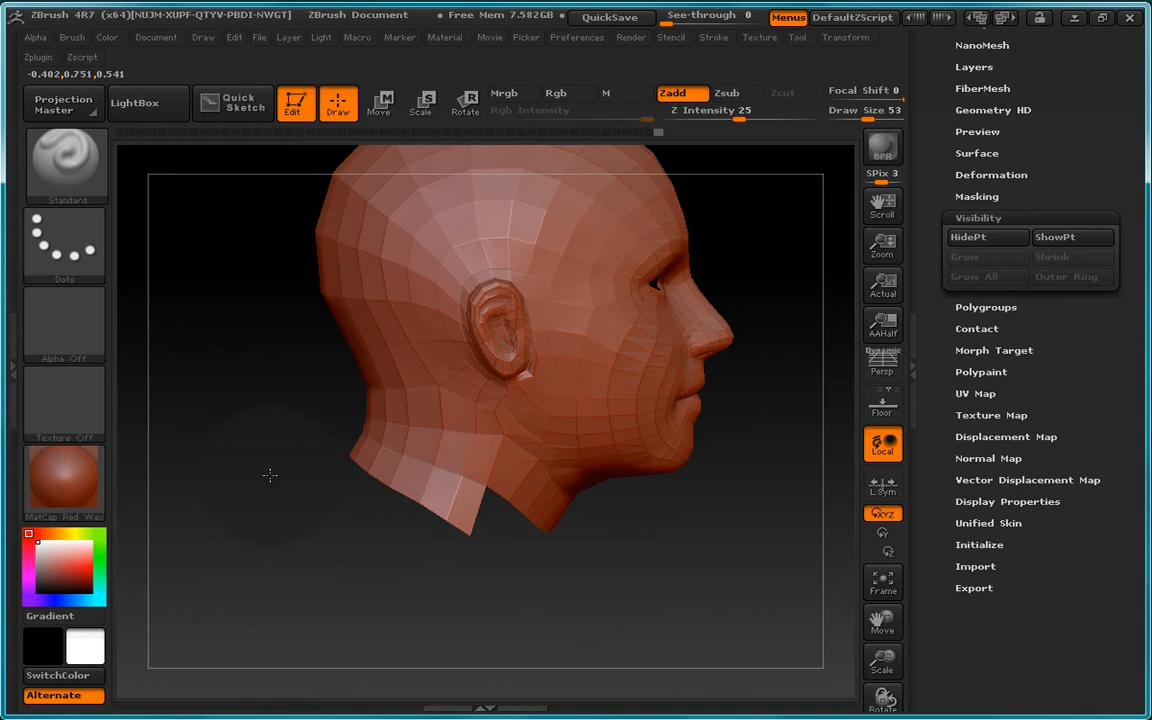 ZBrush 4R7 (x64)[NUJM-XUPF-QTYV-PBDI-NWGT] ZBrush Document • Free Mem 7.582GB QuickSave See-through 0 Menus DefaultZScript
Alpha Brush Color Document Draw Edit File Layer Light Macro Marker Material Movie Picker Preferences Render Stencil Stroke Texture Tool Transform
Zplugin Zscript
-0.402,0.751,0.541
Projection Master
LightBox
Quick Sketch
Edit
Draw
Move
Scale
Rotate
Mrgb Rgb M
Rgb Intensity
Zadd Zsub Zcut
Z Intensity 25
Focal Shift 0
Draw Size 53
Standard
Dots
Alpha Off
Texture Off
MatCap Red Wax
Gradient
SwitchColor
Alternate
BPR
SPix 3
Scroll
Zoom
Actual
AAHalf
Dynamic
Persp
Floor
Local
L.Sym
XYZ
Y
Z
Frame
Move
Scale
Rotate
NanoMesh
Layers
FiberMesh
Geometry HD
Preview
Surface
Deformation
Masking
Visibility
HidePt ShowPt
Grow Shrink
Grow All Outer Ring
Polygroups
Contact
Morph Target
Polypaint
UV Map
Texture Map
Displacement Map
Normal Map
Vector Displacement Map
Display Properties
Unified Skin
Initialize
Import
Export